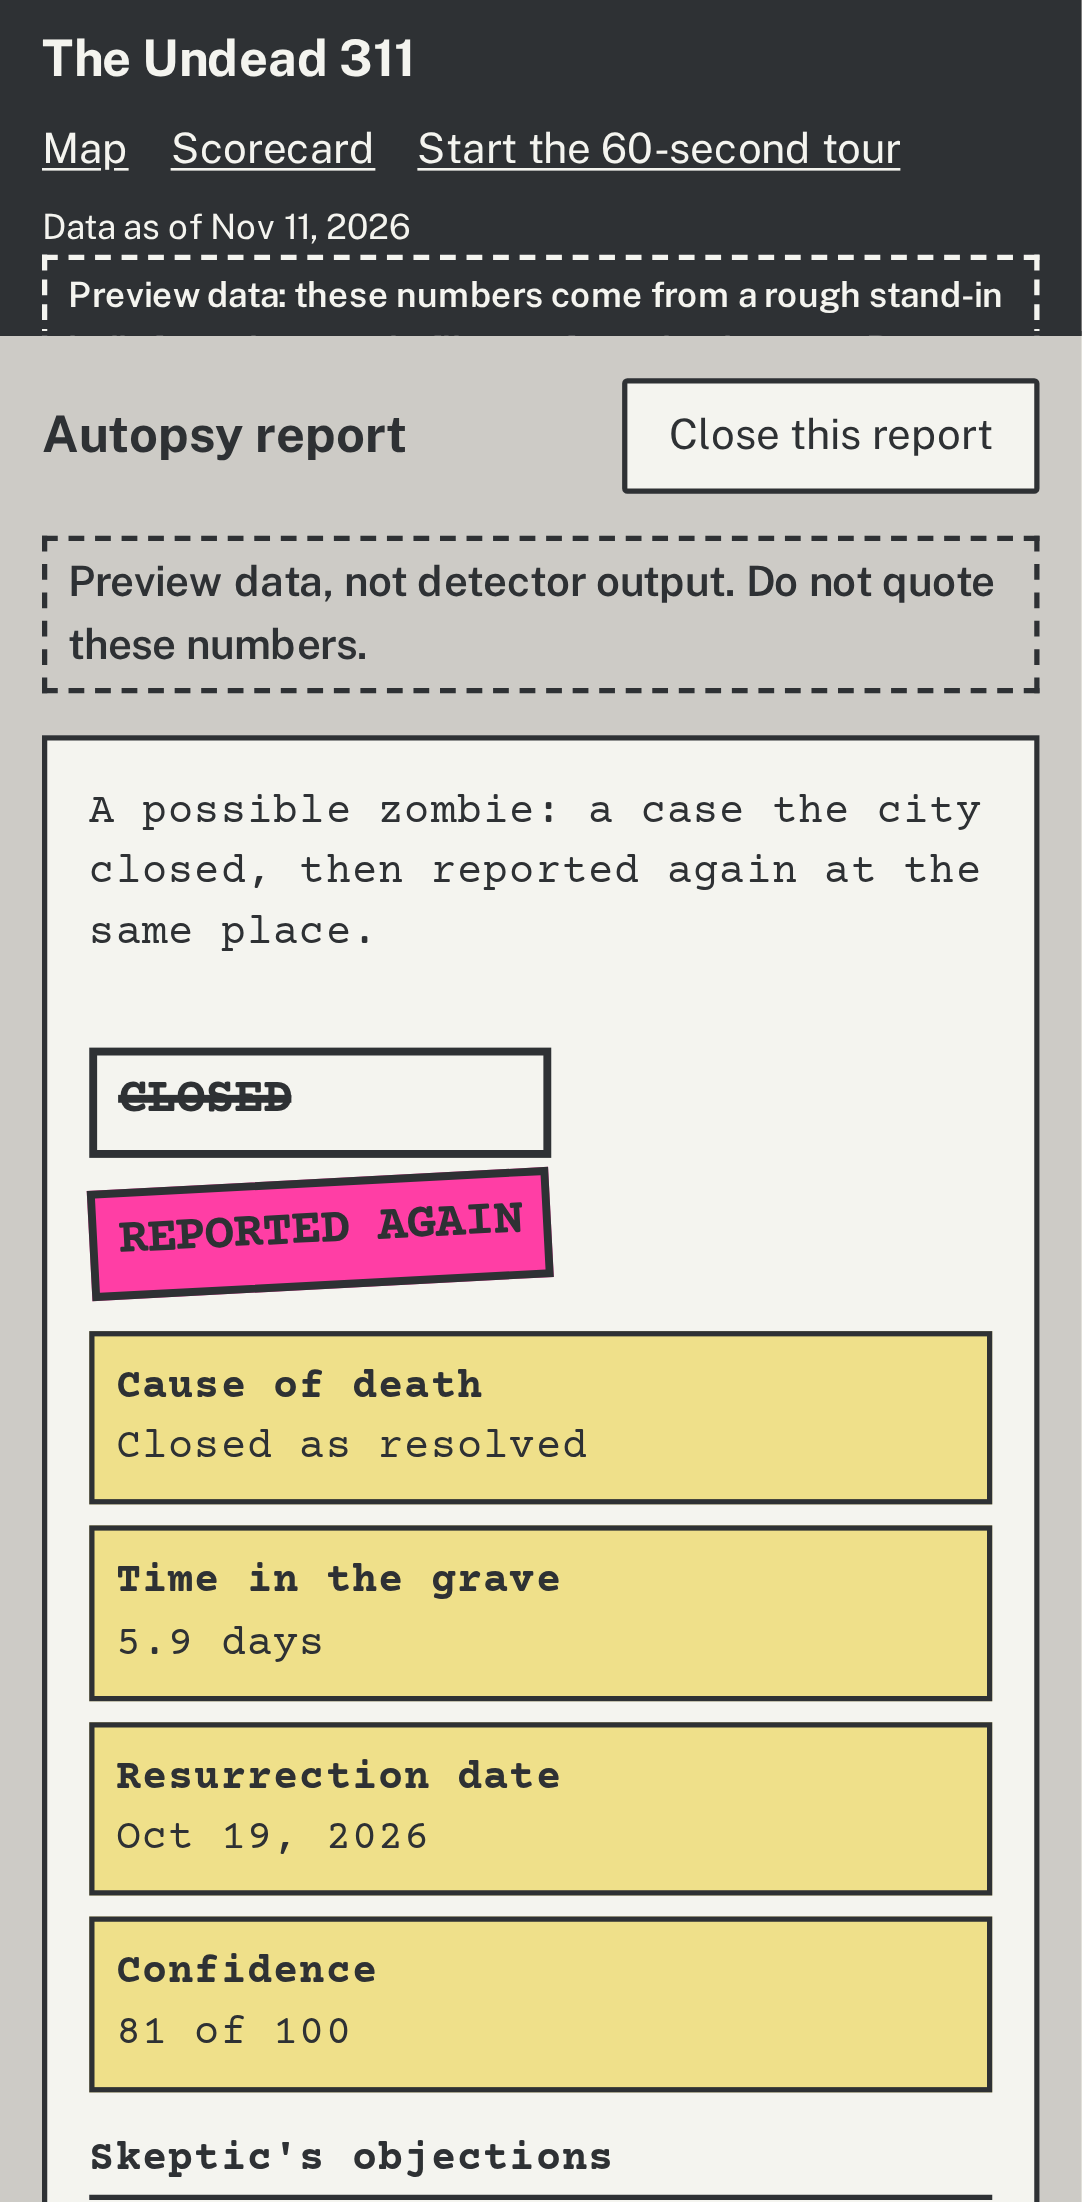 The Undead 311
Map Scorecard Start the 60-second tour
Data as of Nov 11, 2026
Preview data: these numbers come from a rough stand-in
Autopsy report
Close this report
Preview data, not detector output. Do not quote
these numbers.
A possible zombie: a case the city
closed, then reported again at the
same place.
CLOSED
REPORTED AGAIN
Cause of death
Closed as resolved
Time in the grave
5.9 days
Resurrection date
Oct 19, 2026
Confidence
81 of 100
Skeptic's objections